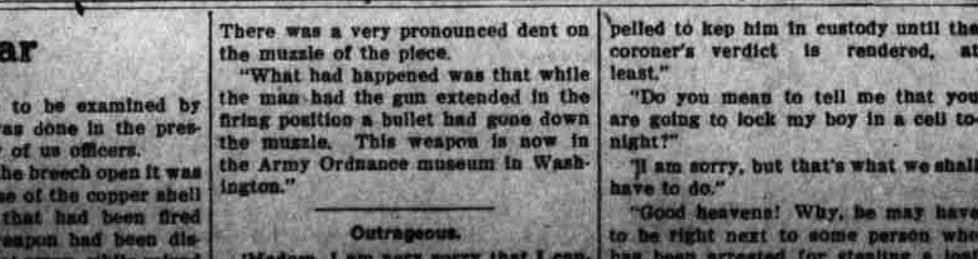 ar
to be examined by
was done in the pres-
of us officers.
the breech open it was
of the copper shell
that had been fired
weapon had been dis-
There was a very pronounced dent on
the muzzle of the piece.
"What had happened was that while
the man had the gun extended in the
firing position a bullet had gone down
the muzzle. This weapon is now in
the Army Ordnance museum in Wash-
ington."
Outrageous.
"Madam, I am very sorry that I can-
pelled to kep him in custody until the
coroner's verdict is rendered, at
least."
"Do you mean to tell me that you
are going to lock my boy in a cell to-
night?"
"I am sorry, but that's what we shall
have to do."
"Good heavens! Why, he may have
to be right next to some person who
has been arrested for stealing a